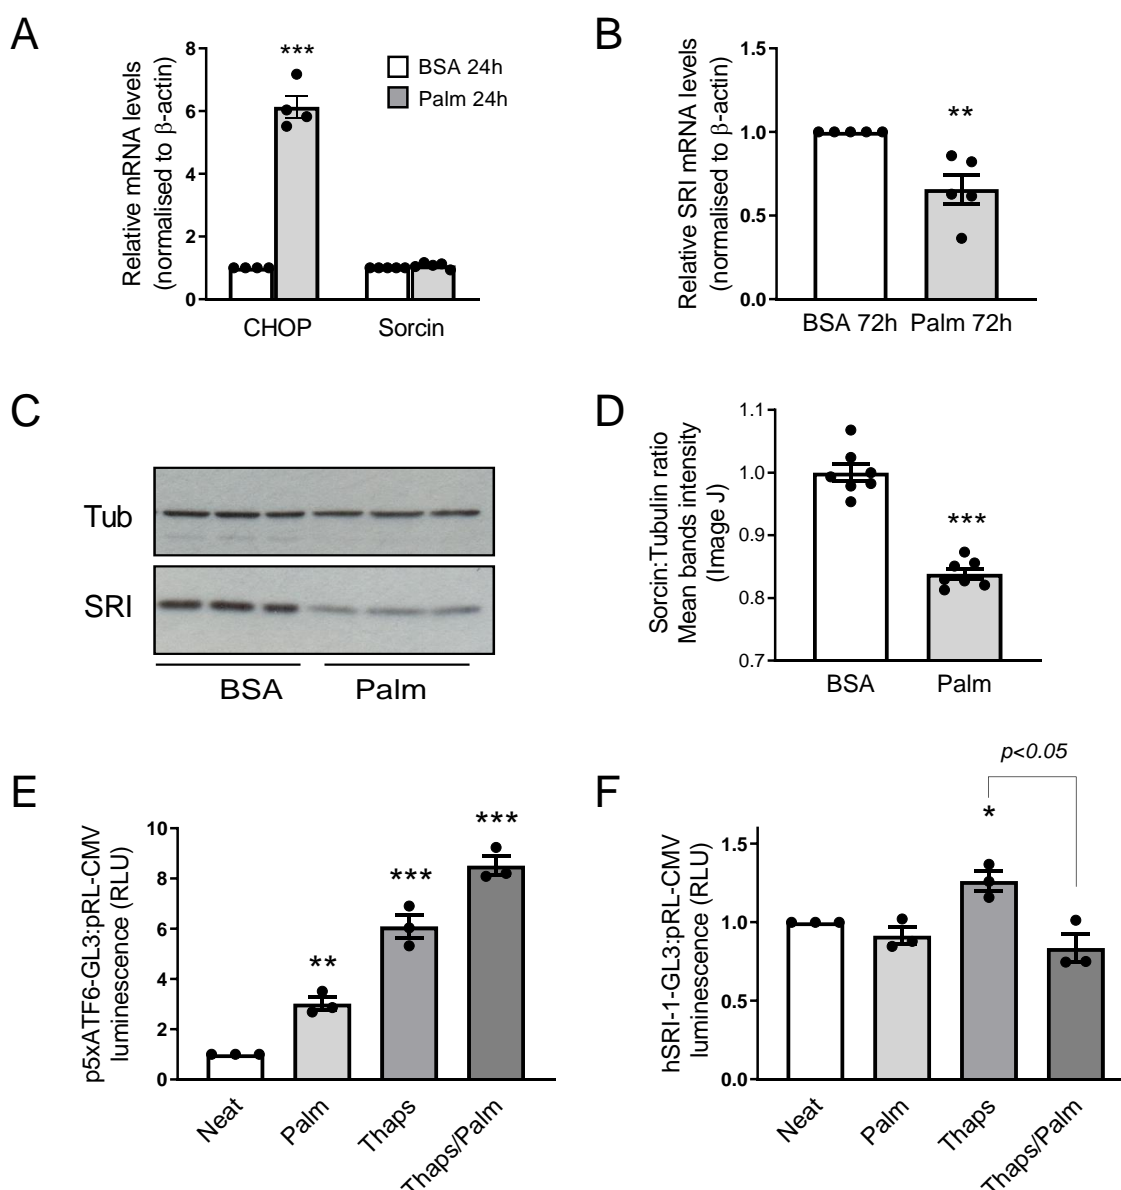 A
Relative mRNA levels
(normalised to β-actin)
8
6
4
2
0
***
BSA 24h
Palm 24h
CHOP
Sorcin
B
Relative SRI mRNA levels
(normalised to β-actin)
1.5
1.0
0.5
0.0
**
BSA 72h
Palm 72h
C
Tub
SRI
BSA
Palm
D
Sorcin:Tubulin ratio
Mean bands intensity
(Image J)
1.1
1.0
0.9
0.8
0.7
***
BSA
Palm
E
p5xATF6-GL3:pRL-CMV
luminescence (RLU)
10
8
6
4
2
0
**
***
***
Neat
Palm
Thaps
Thaps/Palm
F
hSRI-1-GL3:pRL-CMV
luminescence (RLU)
1.5
1.0
0.5
0.0
p<0.05
*
Neat
Palm
Thaps
Thaps/Palm